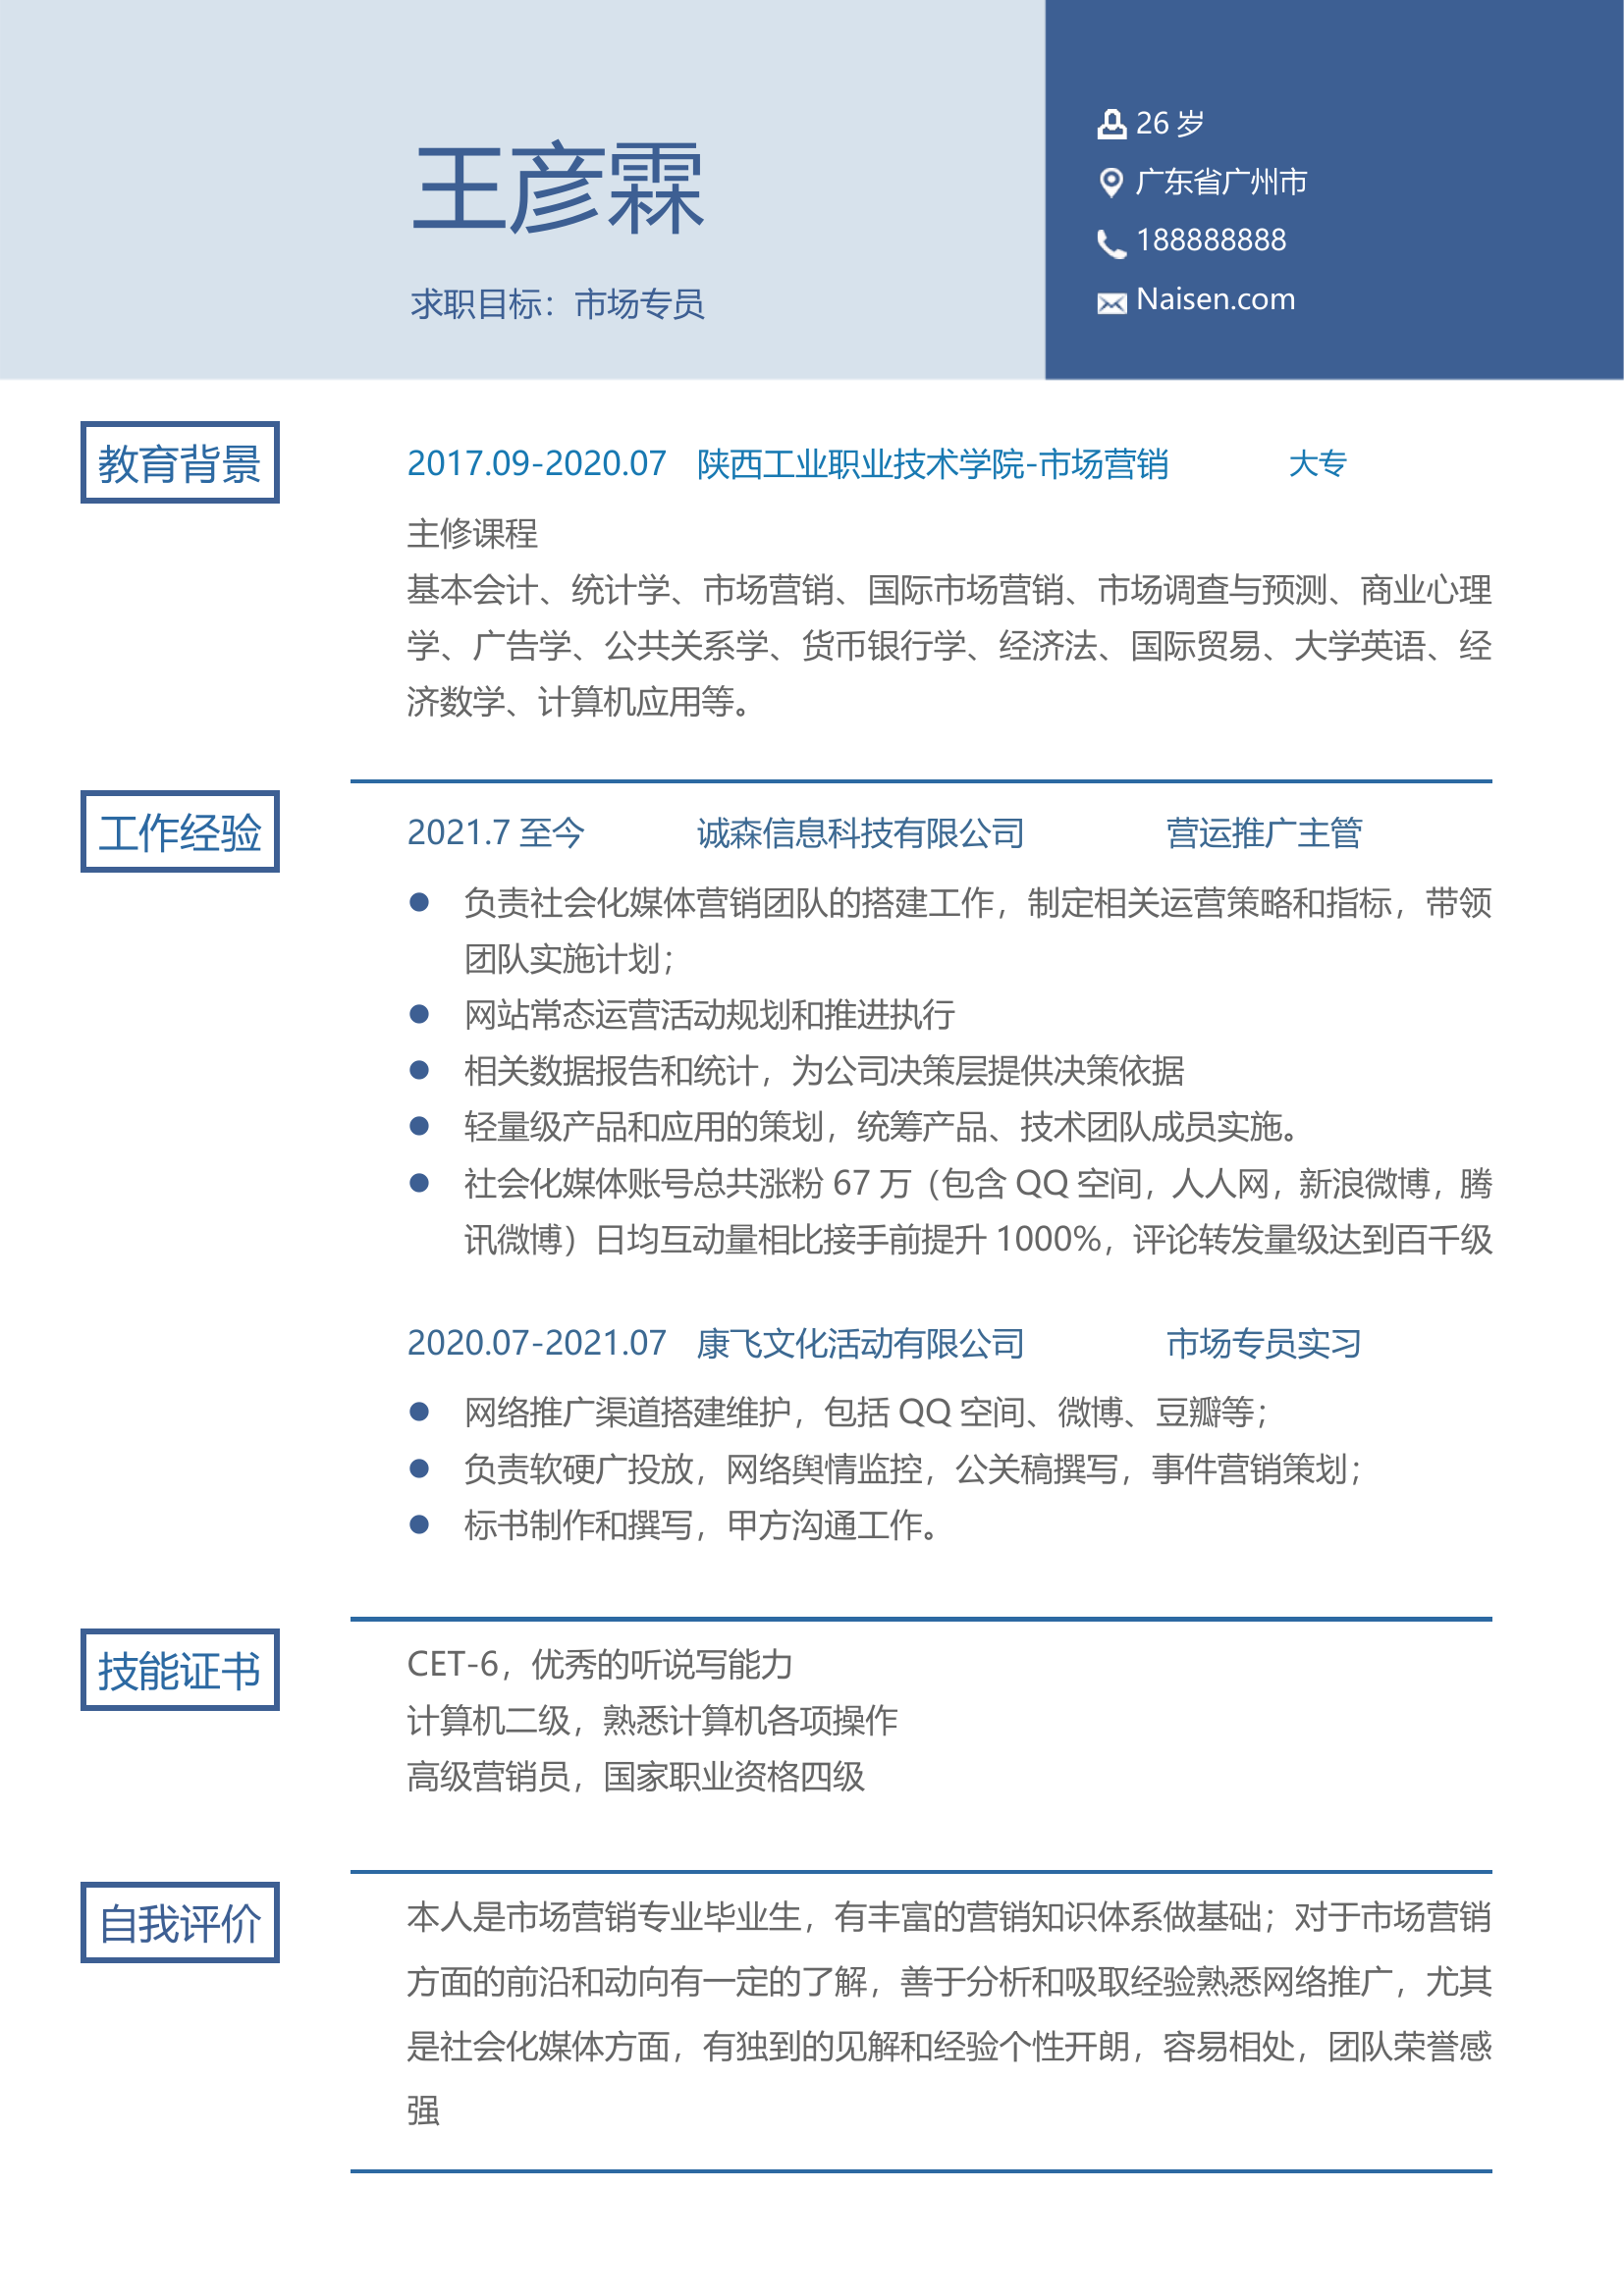 王彦霖
求职目标：市场专员
26 岁
广东省广州市
188888888
Naisen.com
教育背景
2017.09-2020.07 陕西工业职业技术学院-市场营销 大专
主修课程
基本会计、统计学、市场营销、国际市场营销、市场调查与预测、商业心理
学、广告学、公共关系学、货币银行学、经济法、国际贸易、大学英语、经
济数学、计算机应用等。
工作经验
2021.7 至今 诚森信息科技有限公司 营运推广主管
● 负责社会化媒体营销团队的搭建工作，制定相关运营策略和指标，带领
团队实施计划；
● 网站常态运营活动规划和推进执行
● 相关数据报告和统计，为公司决策层提供决策依据
● 轻量级产品和应用的策划，统筹产品、技术团队成员实施。
● 社会化媒体账号总共涨粉 67 万（包含 QQ 空间，人人网，新浪微博，腾
讯微博）日均互动量相比接手前提升 1000%，评论转发量级达到百千级
2020.07-2021.07 康飞文化活动有限公司 市场专员实习
● 网络推广渠道搭建维护，包括 QQ 空间、微博、豆瓣等；
● 负责软硬广投放，网络舆情监控，公关稿撰写，事件营销策划；
● 标书制作和撰写，甲方沟通工作。
技能证书
CET-6，优秀的听说写能力
计算机二级，熟悉计算机各项操作
高级营销员，国家职业资格四级
自我评价
本人是市场营销专业毕业生，有丰富的营销知识体系做基础；对于市场营销
方面的前沿和动向有一定的了解，善于分析和吸取经验熟悉网络推广，尤其
是社会化媒体方面，有独到的见解和经验个性开朗，容易相处，团队荣誉感
强